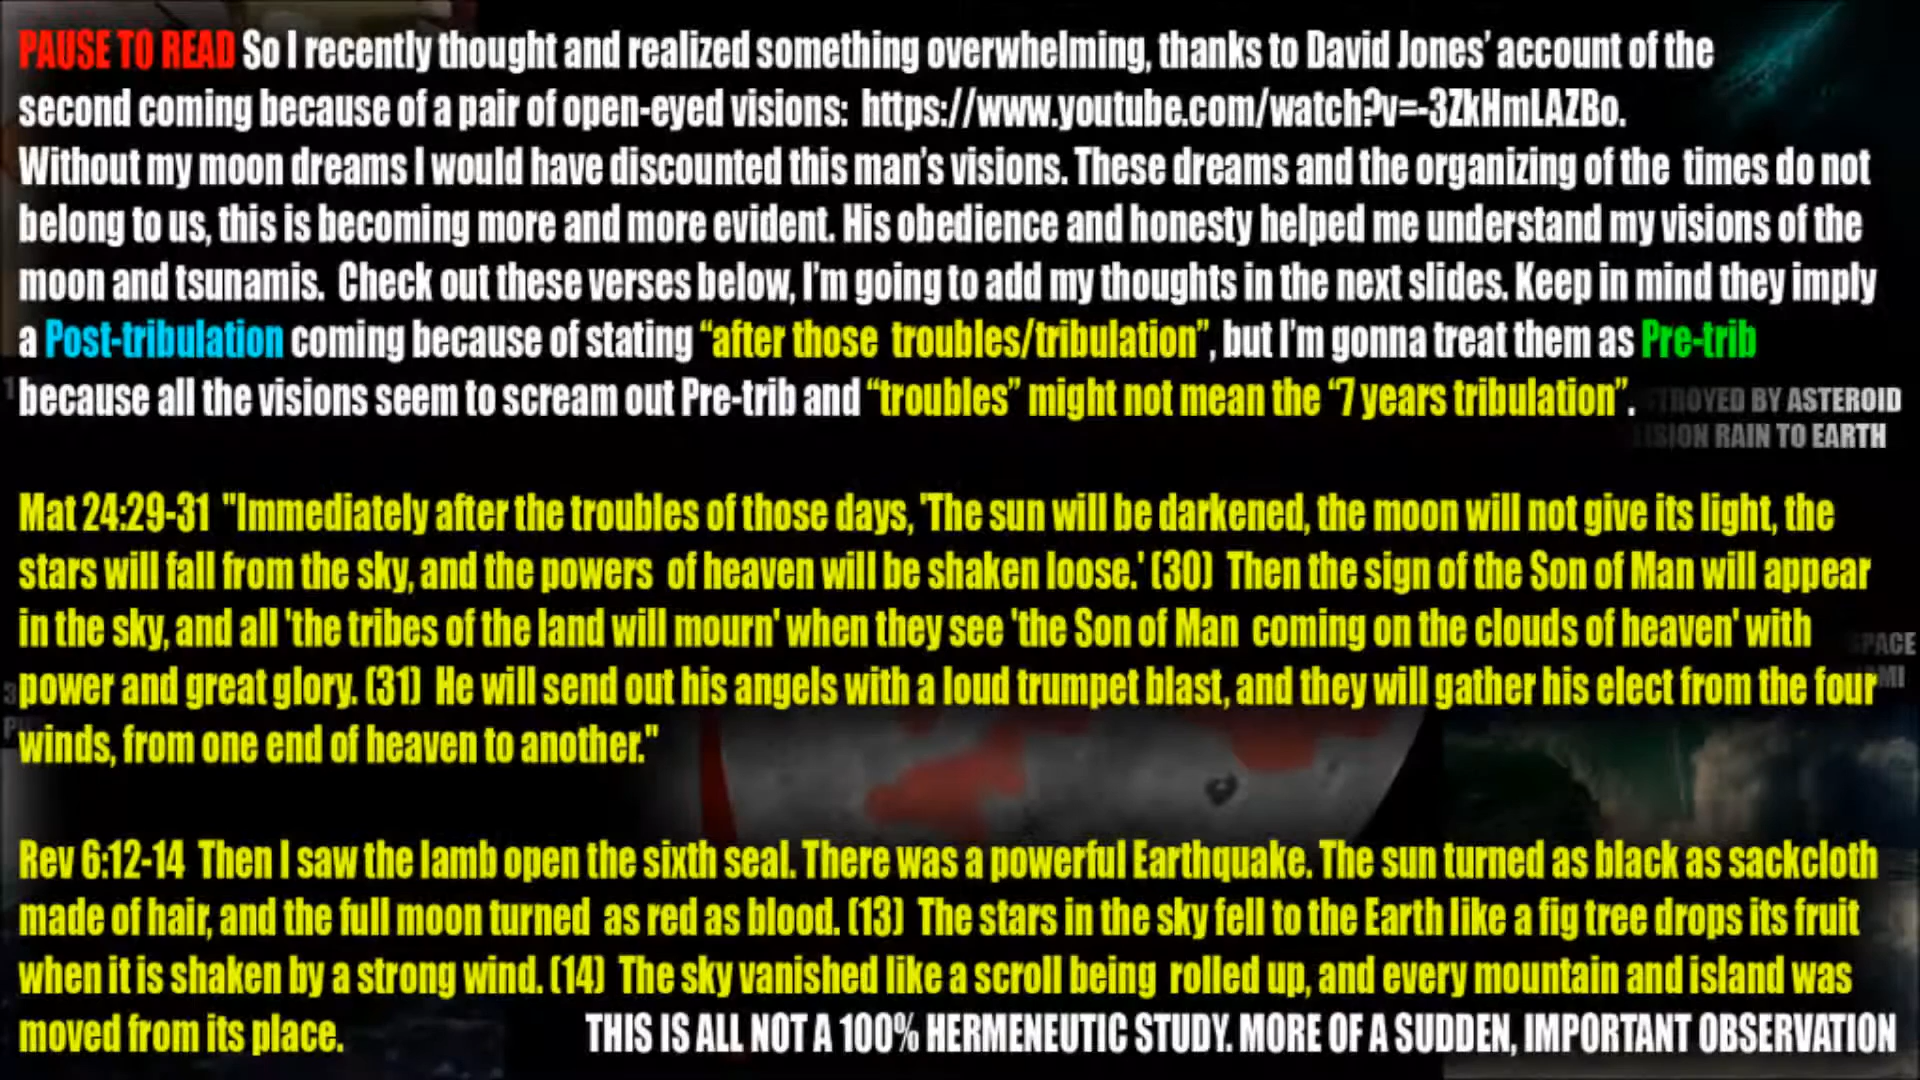 PAUSE TO READ So I recently thought and realized something overwhelming, thanks to David Jones’ account of the
second coming because of a pair of open-eyed visions: https://www.youtube.com/watch?v=-3ZkHmLAZBo.
Without my moon dreams I would have discounted this man’s visions. These dreams and the organizing of the times do not
belong to us, this is becoming more and more evident. His obedience and honesty helped me understand my visions of the
moon and tsunamis. Check out these verses below, I’m going to add my thoughts in the next slides. Keep in mind they imply
a Post-tribulation coming because of stating “after those troubles/tribulation”, but I’m gonna treat them as Pre-trib
because all the visions seem to scream out Pre-trib and “troubles” might not mean the “7 years tribulation”.
BY ASTEROID
RAIN TO EARTH
Mat 24:29-31 "Immediately after the troubles of those days, 'The sun will be darkened, the moon will not give its light, the
stars will fall from the sky, and the powers of heaven will be shaken loose.' (30) Then the sign of the Son of Man will appear
in the sky, and all 'the tribes of the land will mourn' when they see 'the Son of Man coming on the clouds of heaven' with
power and great glory. (31) He will send out his angels with a loud trumpet blast, and they will gather his elect from the four
winds, from one end of heaven to another."
Rev 6:12-14 Then I saw the lamb open the sixth seal. There was a powerful Earthquake. The sun turned as black as sackcloth
made of hair, and the full moon turned as red as blood. (13) The stars in the sky fell to the Earth like a fig tree drops its fruit
when it is shaken by a strong wind. (14) The sky vanished like a scroll being rolled up, and every mountain and island was
moved from its place.
THIS IS ALL NOT A 100% HERMENEUTIC STUDY. MORE OF A SUDDEN, IMPORTANT OBSERVATION